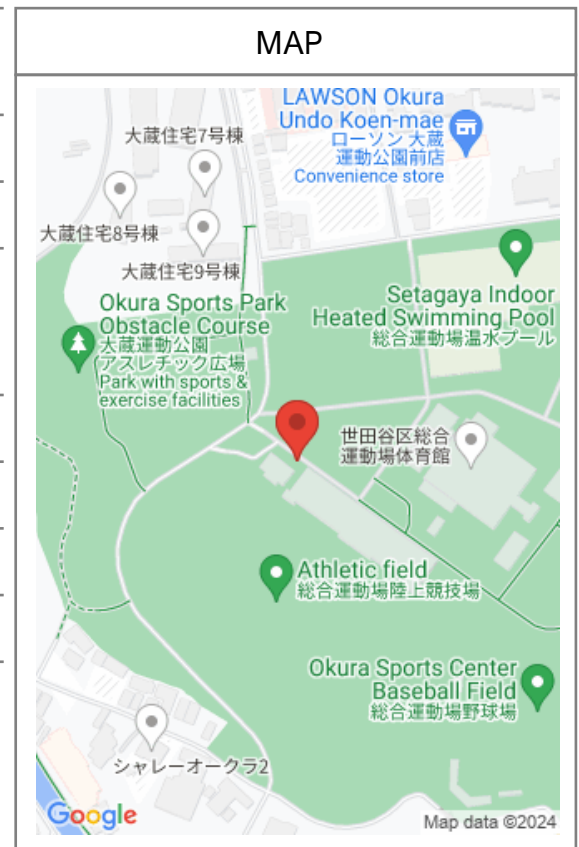 MAP
LAWSON Okura
Undo Koen-mae
ローソン 大蔵
運動公園前店
Convenience store
大蔵住宅7号棟
大蔵住宅8号棟
大蔵住宅9号棟
Okura Sports Park
Obstacle Course
大蔵運動公園
アスレチック広場
Park with sports &
exercise facilities
Setagaya Indoor
Heated Swimming Pool
総合運動場温水プール
世田谷区総合
運動場体育館
Athletic field
総合運動場陸上競技場
Okura Sports Center
Baseball Field
総合運動場野球場
シャレーオークラ2
Google
Map data ©2024